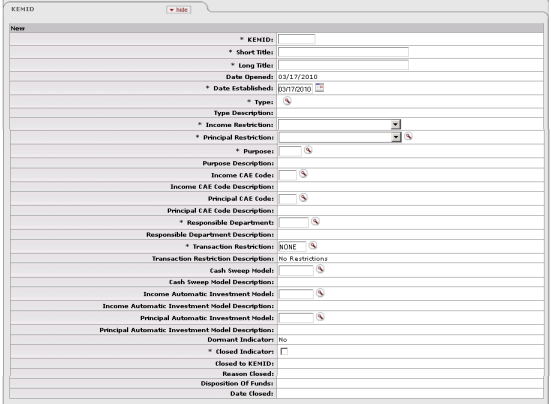 KEMID
hide
New
* KEMID:
* Short Title:
* Long Title:
Date Opened: 03/17/2010
* Date Established: 03/17/2010
* Type:
Type Description:
* Income Restriction:
* Principal Restriction:
* Purpose:
Purpose Description:
Income CAE Code:
Income CAE Code Description:
Principal CAE Code:
Principal CAE Code Description:
* Responsible Department:
Responsible Department Description:
* Transaction Restriction: NONE
Transaction Restriction Description: No Restrictions
Cash Sweep Model:
Cash Sweep Model Description:
Income Automatic Investment Model:
Income Automatic Investment Model Description:
Principal Automatic Investment Model:
Principal Automatic Investment Model Description:
Dormant Indicator: No
* Closed Indicator:
Closed to KEMID:
Reason Closed:
Disposition Of Funds:
Date Closed: